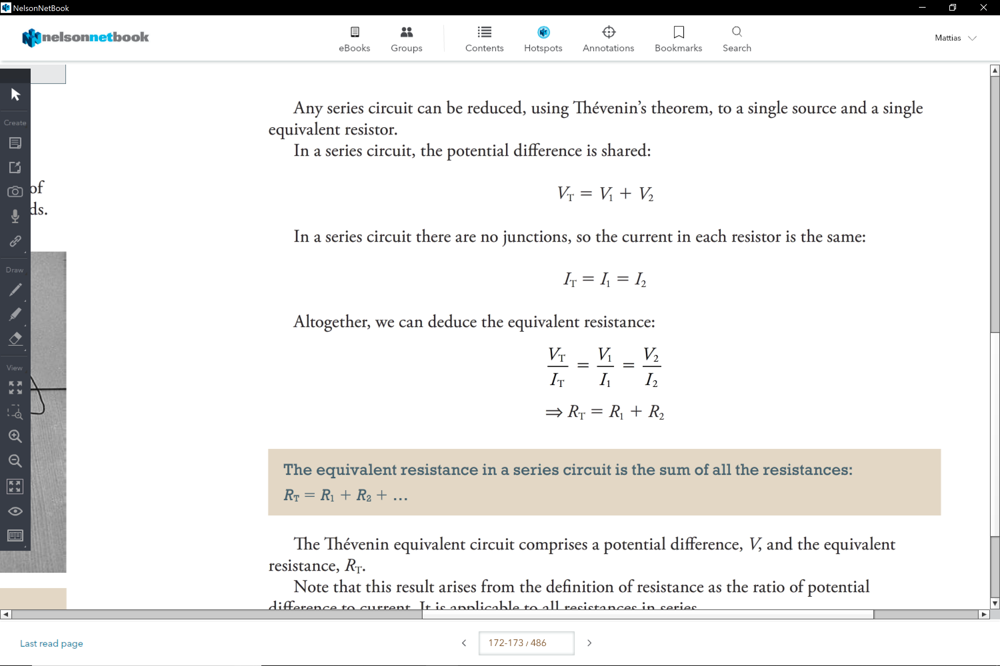 NelsonNetBook
nelsonnetbook
eBooks
Groups
Contents
Hotspots
Annotations
Bookmarks
Search
Mattias
Create
Draw
View
of
ds.
Any series circuit can be reduced, using Thévenin's theorem, to a single source and a single
equivalent resistor.
In a series circuit, the potential difference is shared:
V_T = V_1 + V_2
In a series circuit there are no junctions, so the current in each resistor is the same:
I_T = I_1 = I_2
Altogether, we can deduce the equivalent resistance:
V_T/I_T = V_1/I_1 = V_2/I_2
⇒ R_T = R_1 + R_2
The equivalent resistance in a series circuit is the sum of all the resistances:
R_T = R_1 + R_2 + ...
The Thévenin equivalent circuit comprises a potential difference, V, and the equivalent
resistance, R_T.
Note that this result arises from the definition of resistance as the ratio of potential
difference to current. It is applicable to all resistances in series.
Last read page
172-173 / 486